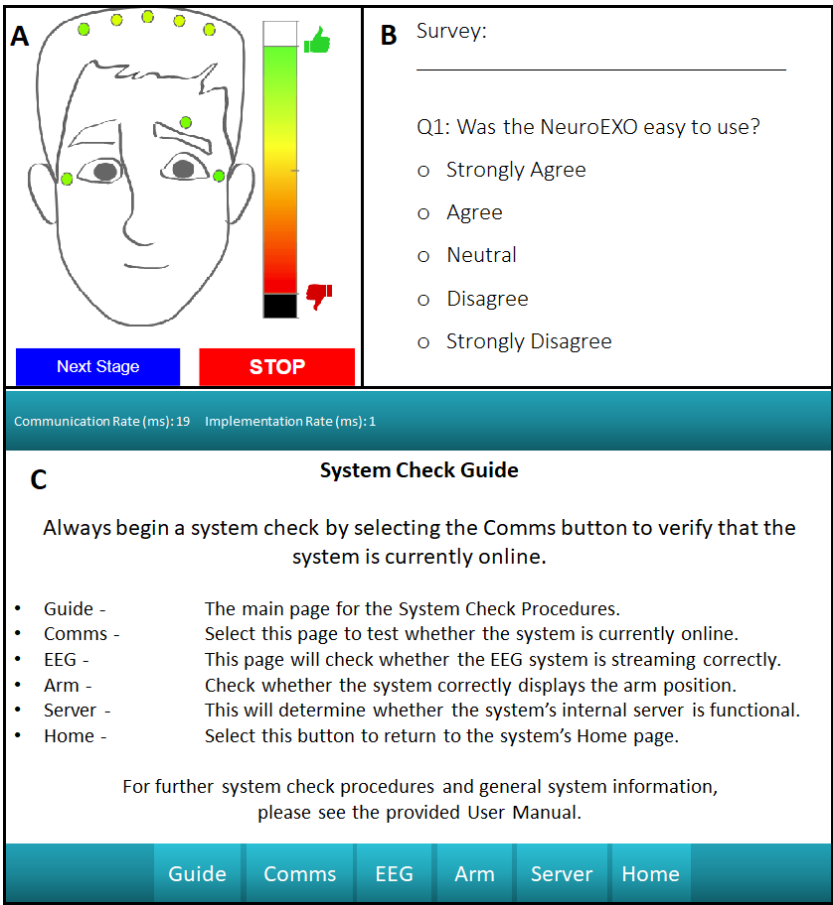 A
Next Stage
STOP
B
Survey:
Q1: Was the NeuroEXO easy to use?
o Strongly Agree
o Agree
o Neutral
o Disagree
o Strongly Disagree
Communication Rate (ms): 19 Implementation Rate (ms): 1
C
System Check Guide
Always begin a system check by selecting the Comms button to verify that the
system is currently online.
• Guide - The main page for the System Check Procedures.
• Comms - Select this page to test whether the system is currently online.
• EEG - This page will check whether the EEG system is streaming correctly.
• Arm - Check whether the system correctly displays the arm position.
• Server - This will determine whether the system's internal server is functional.
• Home - Select this button to return to the system's Home page.
For further system check procedures and general system information,
please see the provided User Manual.
Guide Comms EEG Arm Server Home